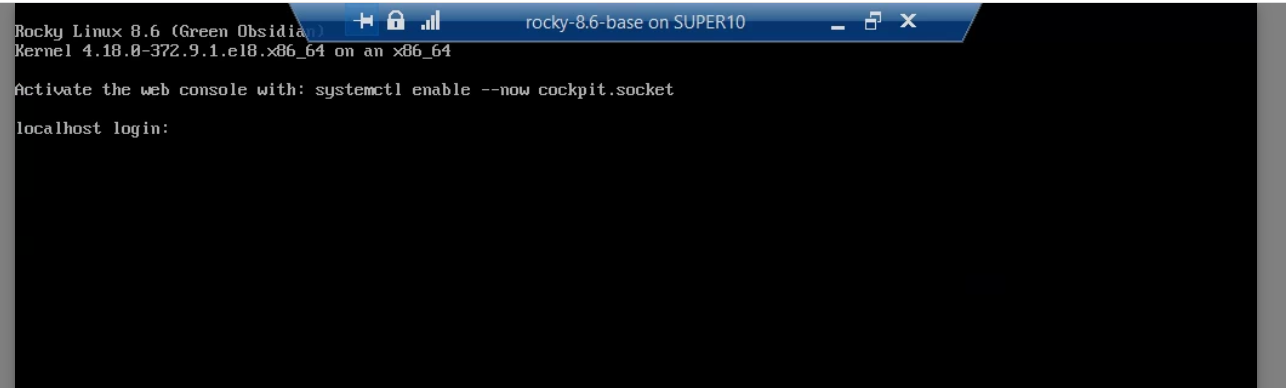 rocky-8.6-base on SUPER10
Rocky Linux 8.6 (Green Obsidian)
Kernel 4.18.0-372.9.1.el8.x86_64 on an x86_64
Activate the web console with: systemctl enable --now cockpit.socket
localhost login: